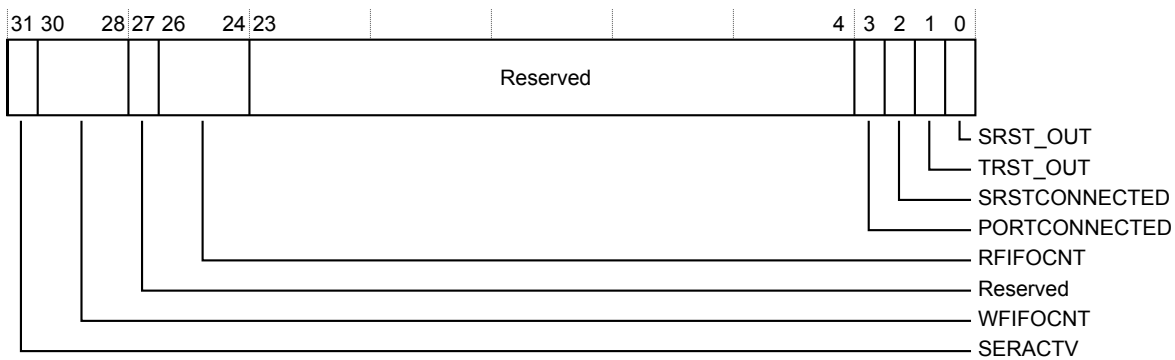 31 30 28 27 26 24 23 4 3 2 1 0
Reserved
SRST_OUT
TRST_OUT
SRSTCONNECTED
PORTCONNECTED
RFIFOCNT
Reserved
WFIFOCNT
SERACTV